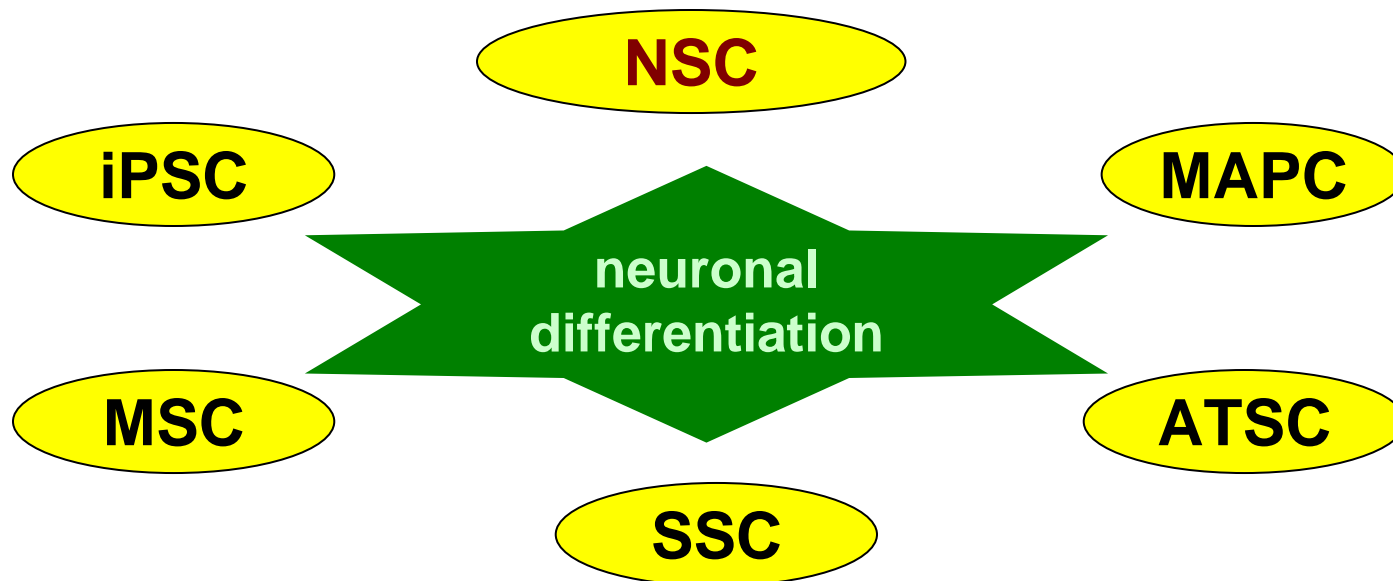 NSC
iPSC
MAPC
neuronal
differentiation
MSC
ATSC
SSC